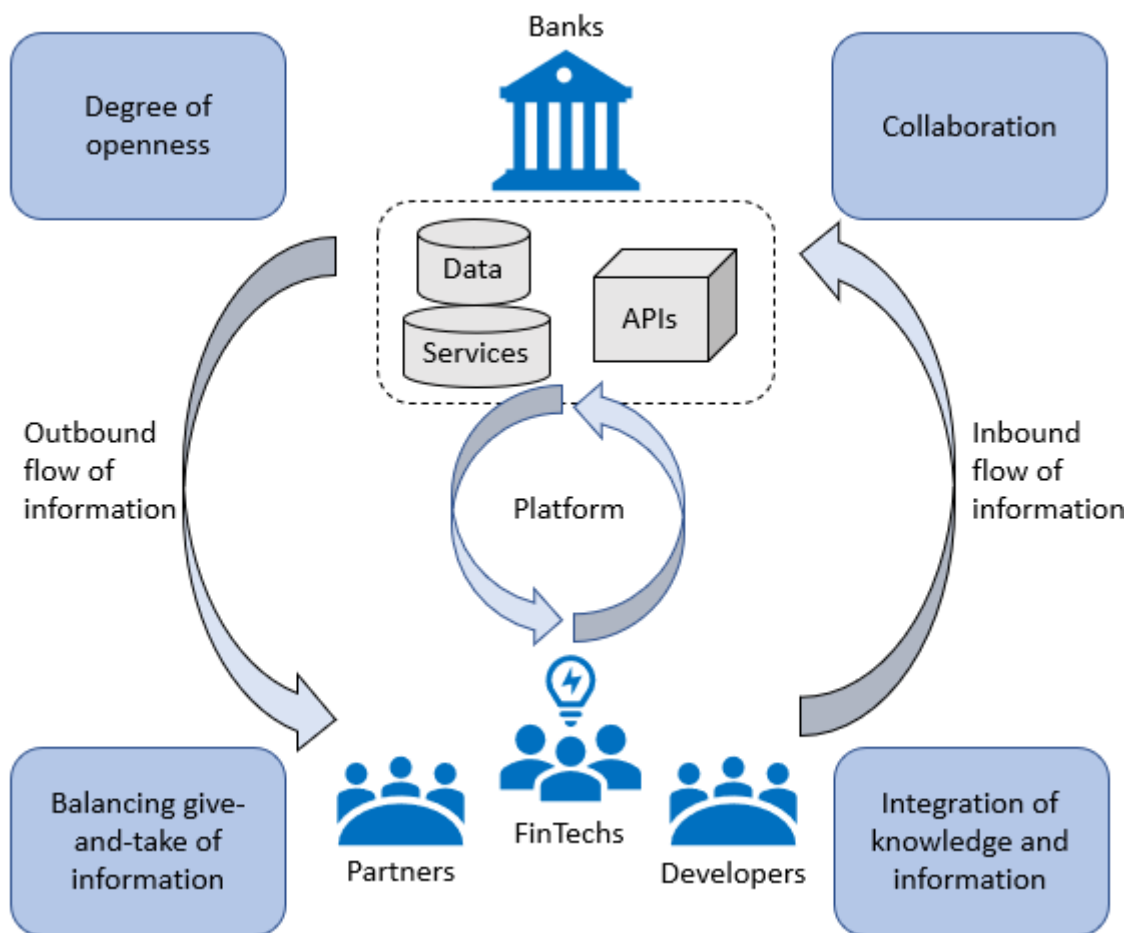 Banks
Degree of
openness
Collaboration
Data
Services
APIs
Outbound
flow of
information
Platform
Inbound
flow of
information
Balancing give-
and-take of
information
Partners
FinTechs
Developers
Integration of
knowledge and
information